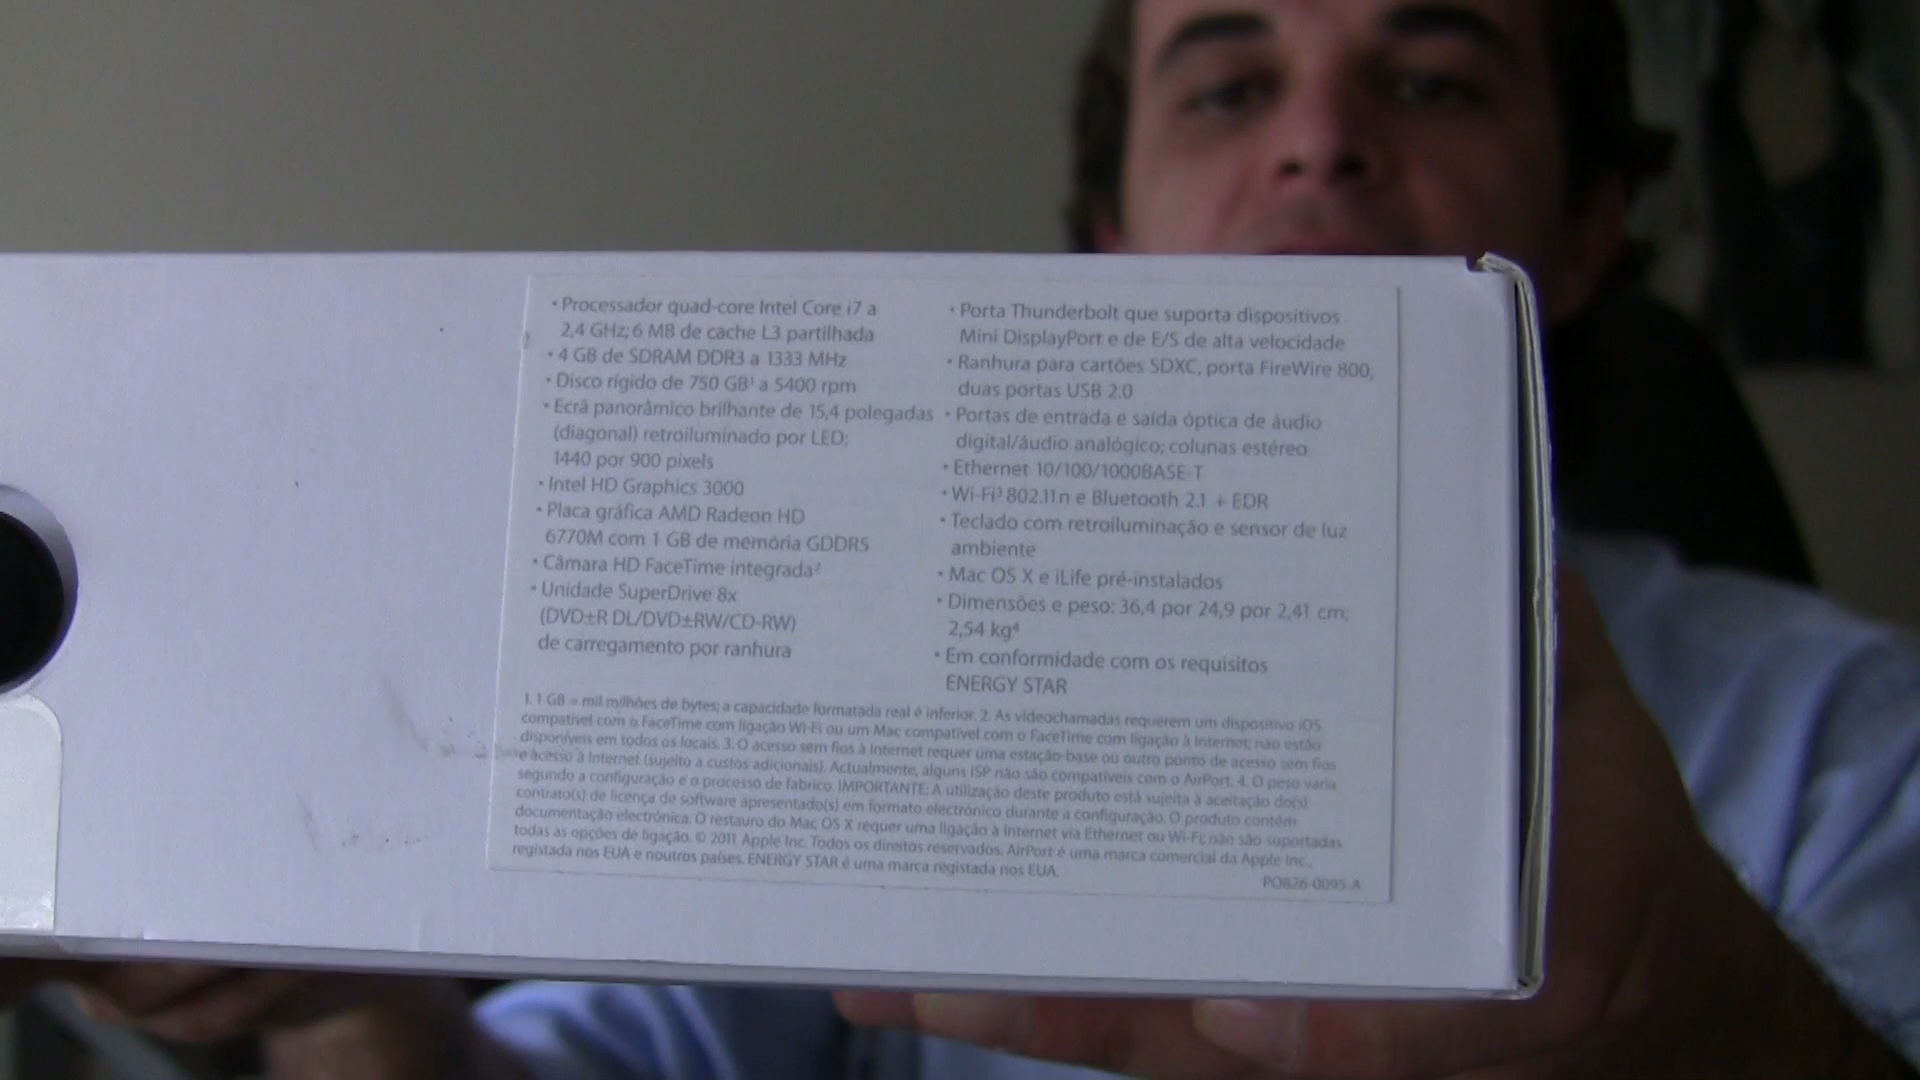 • Processador quad-core Intel Core i7 a
2,4 GHz; 6 MB de cache L3 partilhada
• 4 GB de SDRAM DDR3 a 1333 MHz
• Disco rígido de 750 GB¹ a 5400 rpm
• Ecrã panorâmico brilhante de 15,4 polegadas
(diagonal) retroiluminado por LED;
1440 por 900 pixels
• Intel HD Graphics 3000
• Placa gráfica AMD Radeon HD
6770M com 1 GB de memória GDDR5
• Câmara HD FaceTime integrada²
• Unidade SuperDrive 8x
(DVD±R DL/DVD±RW/CD-RW)
de carregamento por ranhura
• Porta Thunderbolt que suporta dispositivos
Mini DisplayPort e de E/S de alta velocidade
• Ranhura para cartões SDXC, porta FireWire 800,
duas portas USB 2.0
• Portas de entrada e saída óptica de áudio
digital/áudio analógico; colunas estéreo
• Ethernet 10/100/1000BASE-T
• Wi-Fi³ 802.11n e Bluetooth 2.1 + EDR
• Teclado com retroiluminação e sensor de luz
ambiente
• Mac OS X e iLife pré-instalados
• Dimensões e peso: 36,4 por 24,9 por 2,41 cm;
2,54 kg⁴
• Em conformidade com os requisitos
ENERGY STAR
1. 1 GB = mil milhões de bytes; a capacidade formatada real é inferior. 2. As videochamadas requerem um dispositivo iOS
compatível com o FaceTime com ligação Wi-Fi ou um Mac compatível com o FaceTime com ligação à Internet; não estão
disponíveis em todos os locais. 3. O acesso sem fios à Internet requer uma estação-base ou outro ponto de acesso sem fios
e acesso à Internet (sujeito a custos adicionais). Actualmente, alguns ISP não são compatíveis com o AirPort. 4. O peso varia
segundo a configuração e o processo de fabrico. IMPORTANTE: A utilização deste produto está sujeita à aceitação do(s)
contrato(s) de licença de software apresentado(s) em formato electrónico durante a configuração. O produto contém
documentação electrónica. O restauro do Mac OS X requer uma ligação à Internet via Ethernet ou Wi-Fi; não são suportadas
todas as opções de ligação. © 2011 Apple Inc. Todos os direitos reservados. AirPort é uma marca comercial da Apple Inc.,
registada nos EUA e noutros países. ENERGY STAR é uma marca registada nos EUA.
PO826-0095-A